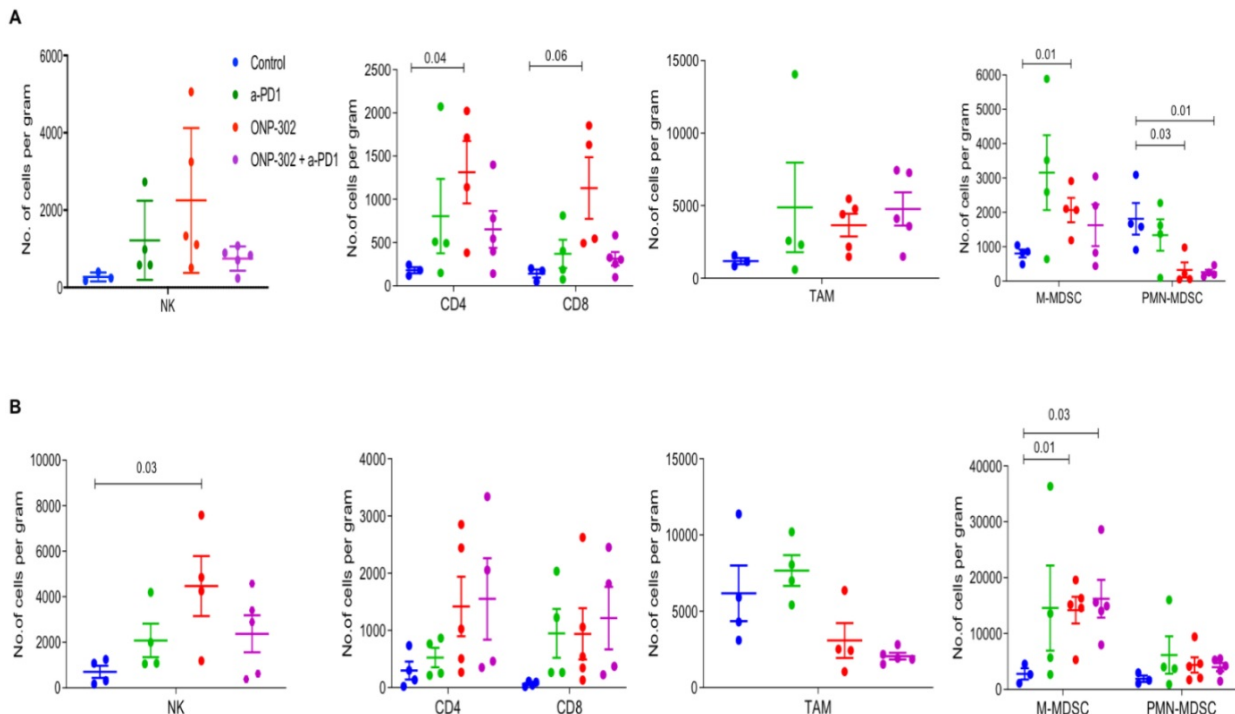 A
No. of cells per gram
6000
4000
2000
0
NK
Control
a-PD1
ONP-302
ONP-302 + a-PD1
No.of cells per gram
2500
2000
1500
1000
500
0
0.04
0.06
CD4
CD8
No.of cells per gram
15000
10000
5000
0
TAM
No.of cells per gram
6000
5000
4000
3000
2000
1000
0
0.01
0.01
0.03
M-MDSC
PMN-MDSC
B
No.of cells per gram
10000
8000
6000
4000
2000
0
0.03
NK
No.of cells per gram
4000
3000
2000
1000
0
CD4
CD8
No.of cells per gram
15000
10000
5000
0
TAM
No.of cells per gram
40000
30000
20000
10000
0
0.03
0.01
M-MDSC
PMN-MDSC